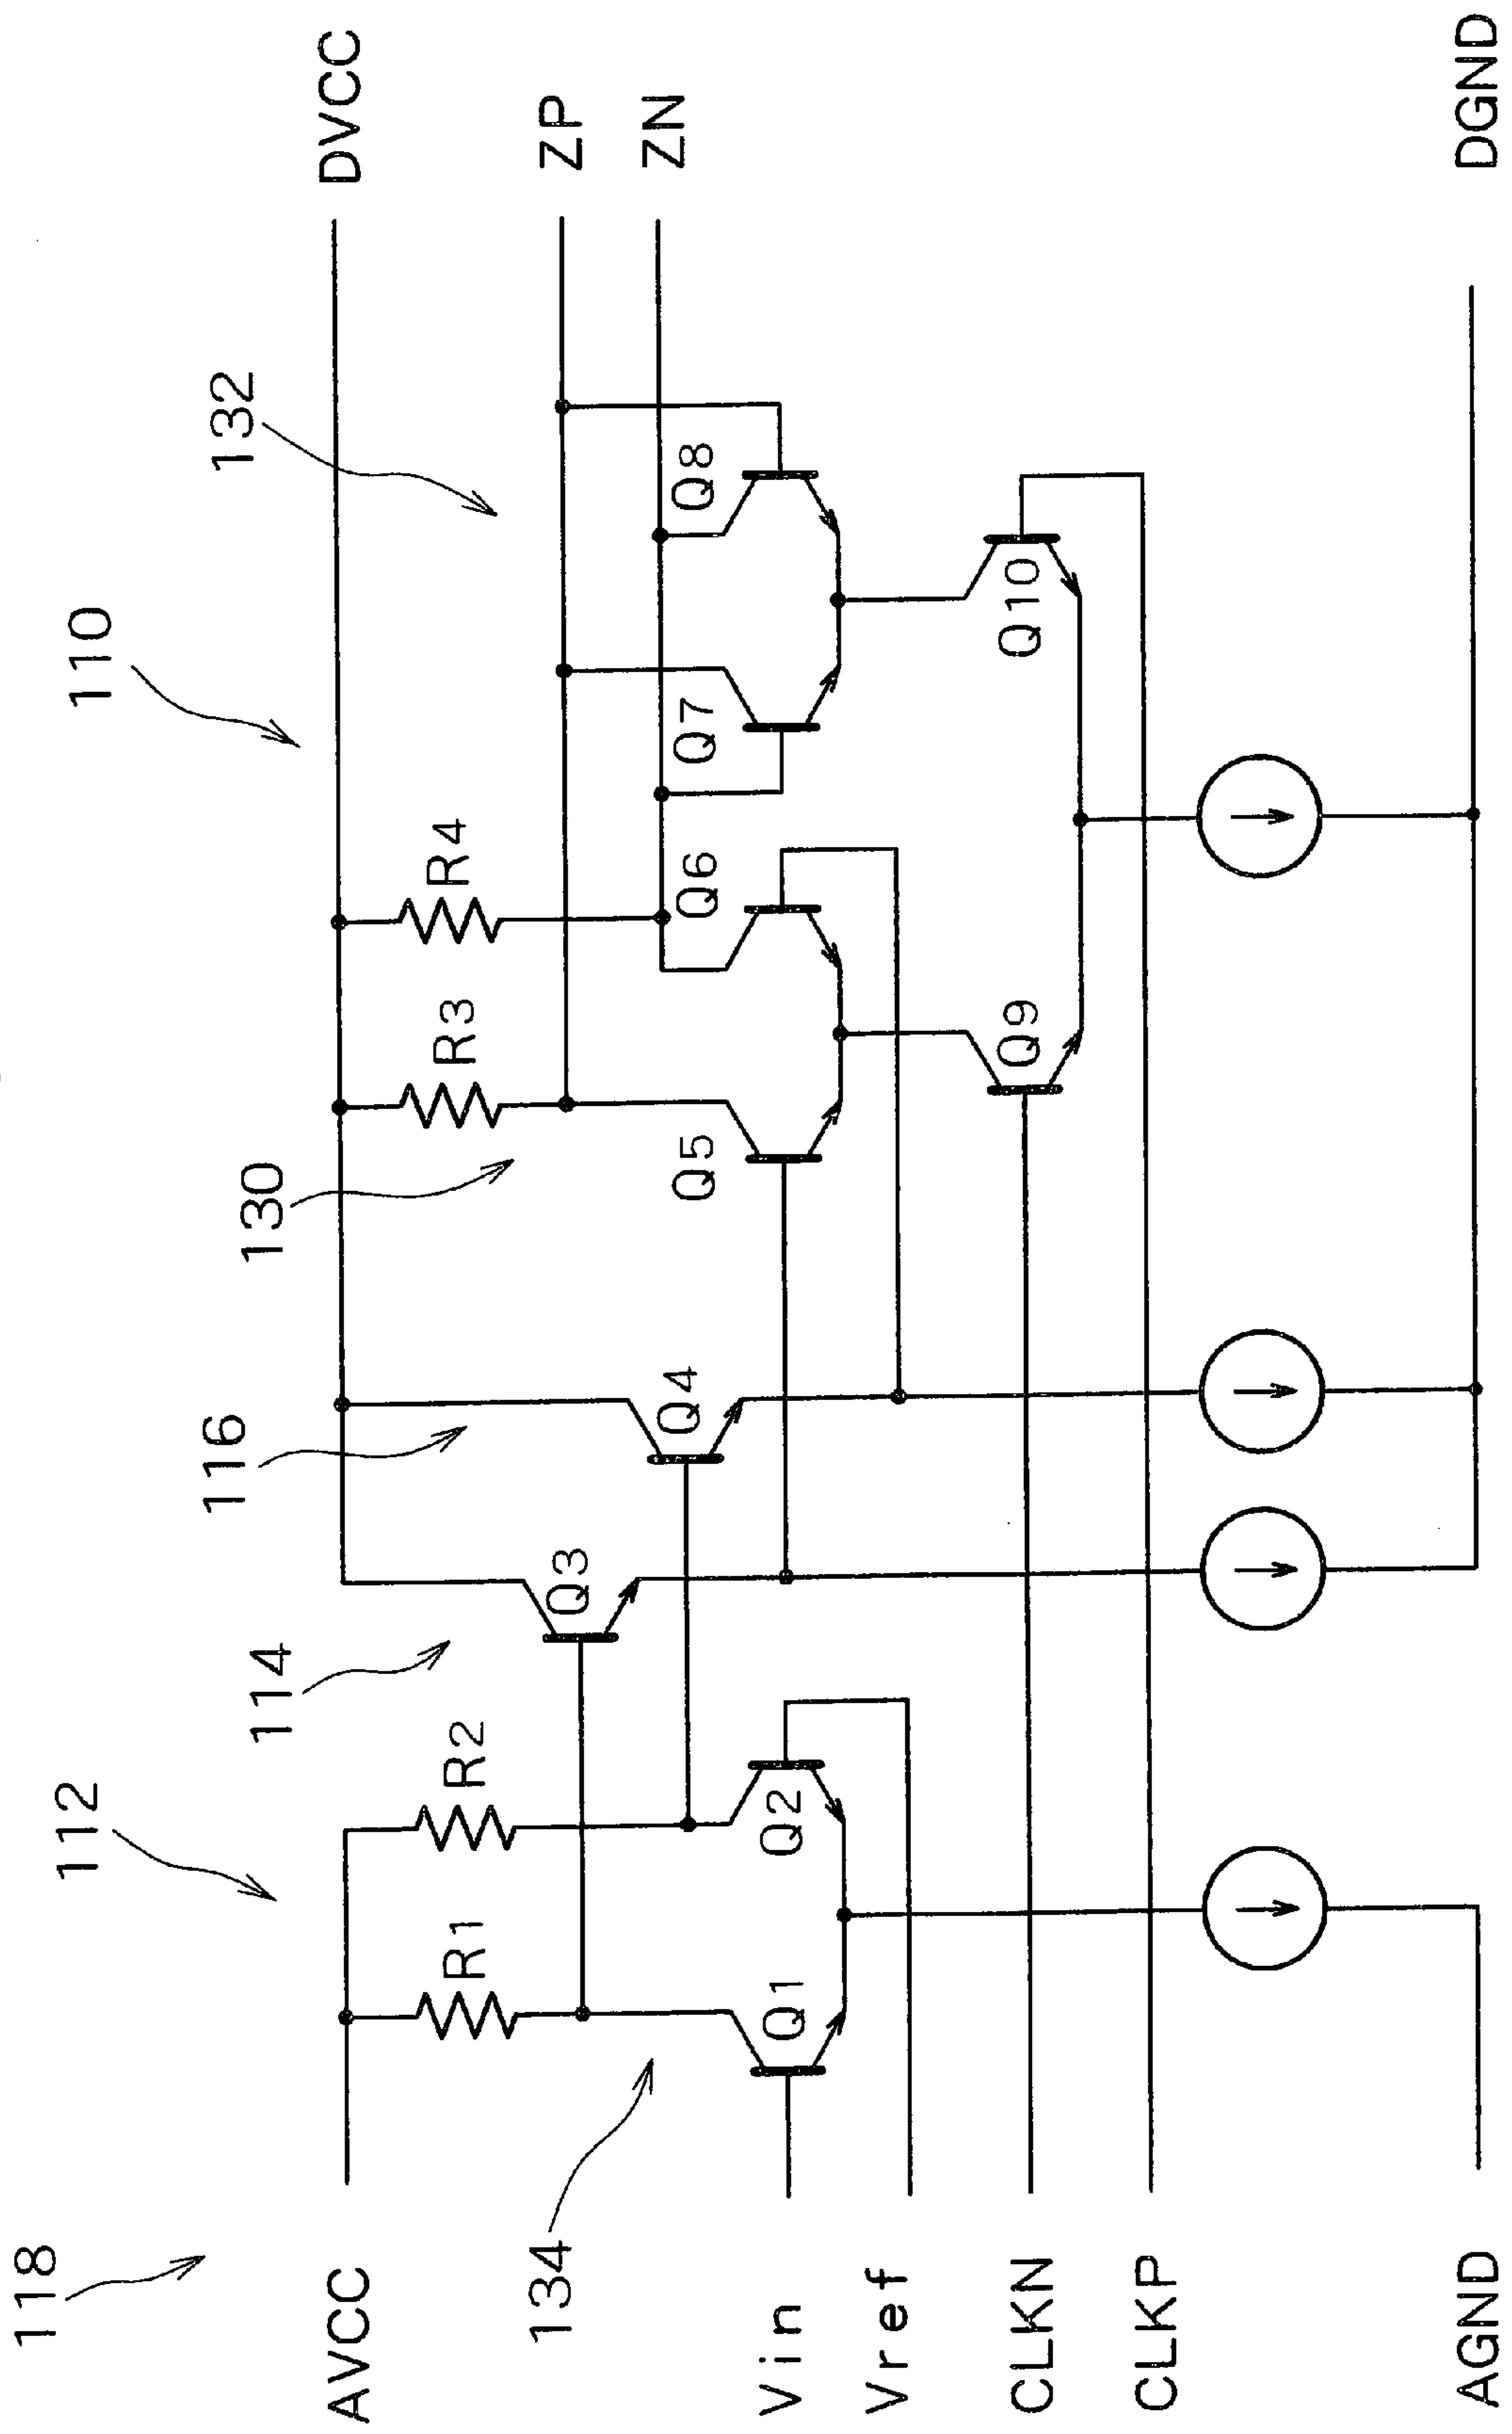 118
112
114
116
130
110
132
134
AVCC
DVCC
R1
R2
R3
R4
ZP
ZN
Q1
Q2
Q3
Q4
Q5
Q6
Q7
Q8
Q9
Q10
Vin
Vref
CLKN
CLKP
AGND
DGND